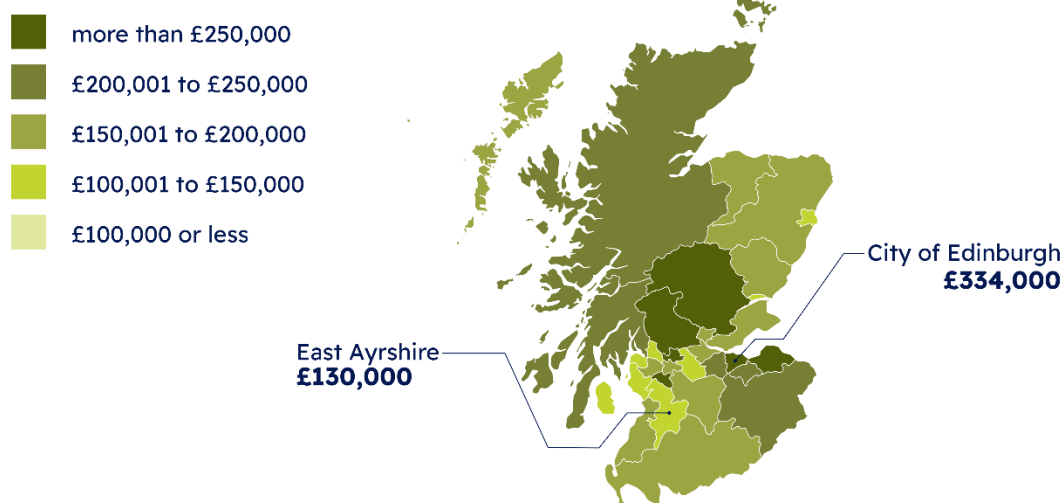 more than £250,000
£200,001 to £250,000
£150,001 to £200,000
£100,001 to £150,000
£100,000 or less
City of Edinburgh
£334,000
East Ayrshire
£130,000